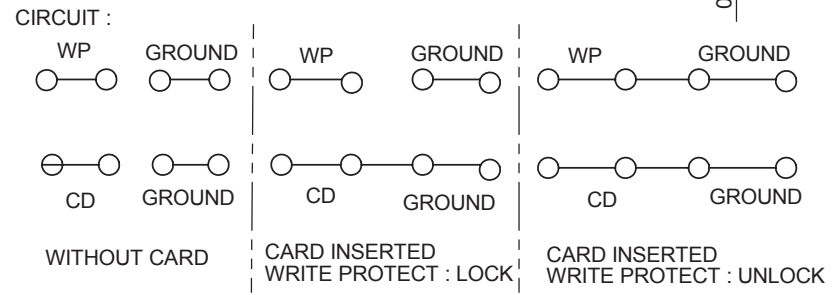 CIRCUIT :
WP GROUND WP GROUND WP GROUND
CD GROUND CD GROUND CD GROUND
WITHOUT CARD
CARD INSERTED
WRITE PROTECT : LOCK
CARD INSERTED
WRITE PROTECT : UNLOCK